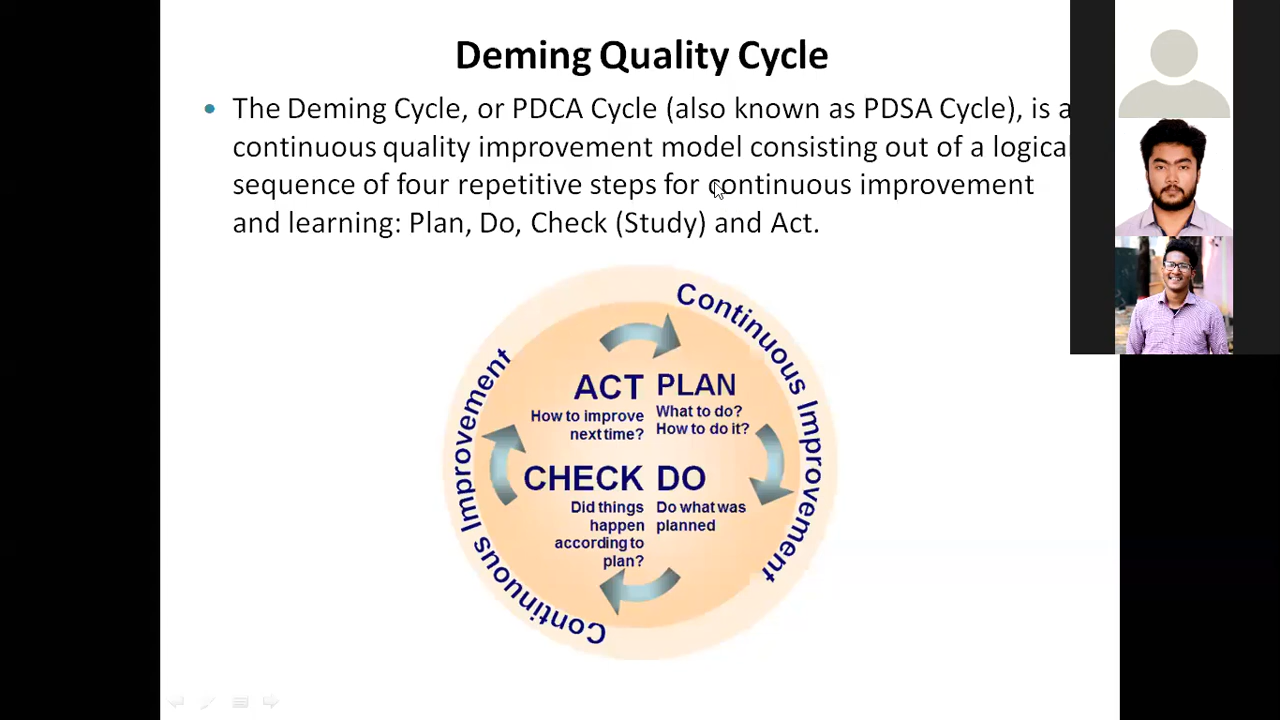 Deming Quality Cycle
• The Deming Cycle, or PDCA Cycle (also known as PDSA Cycle), is a
continuous quality improvement model consisting out of a logical
sequence of four repetitive steps for continuous improvement
and learning: Plan, Do, Check (Study) and Act.
Continuous Improvement
ACT
How to improve
next time?
PLAN
What to do?
How to do it?
CHECK
Did things
happen
according to
plan?
DO
Do what was
planned
Continuous Improvement